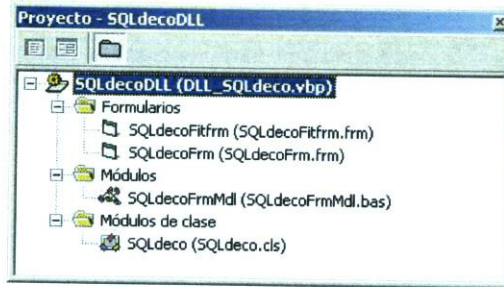 Proyecto - SQLdecoDLL
SQLdecoDLL (DLL_SQLdeco.vbp)
Formularios
SQLdecoFitfrm (SQLdecoFitfrm.frm)
SQLdecoFrm (SQLdecoFrm.frm)
Módulos
SQLdecoFrmMdl (SQLdecoFrmMdl.bas)
Módulos de clase
SQLdeco (SQLdeco.cls)